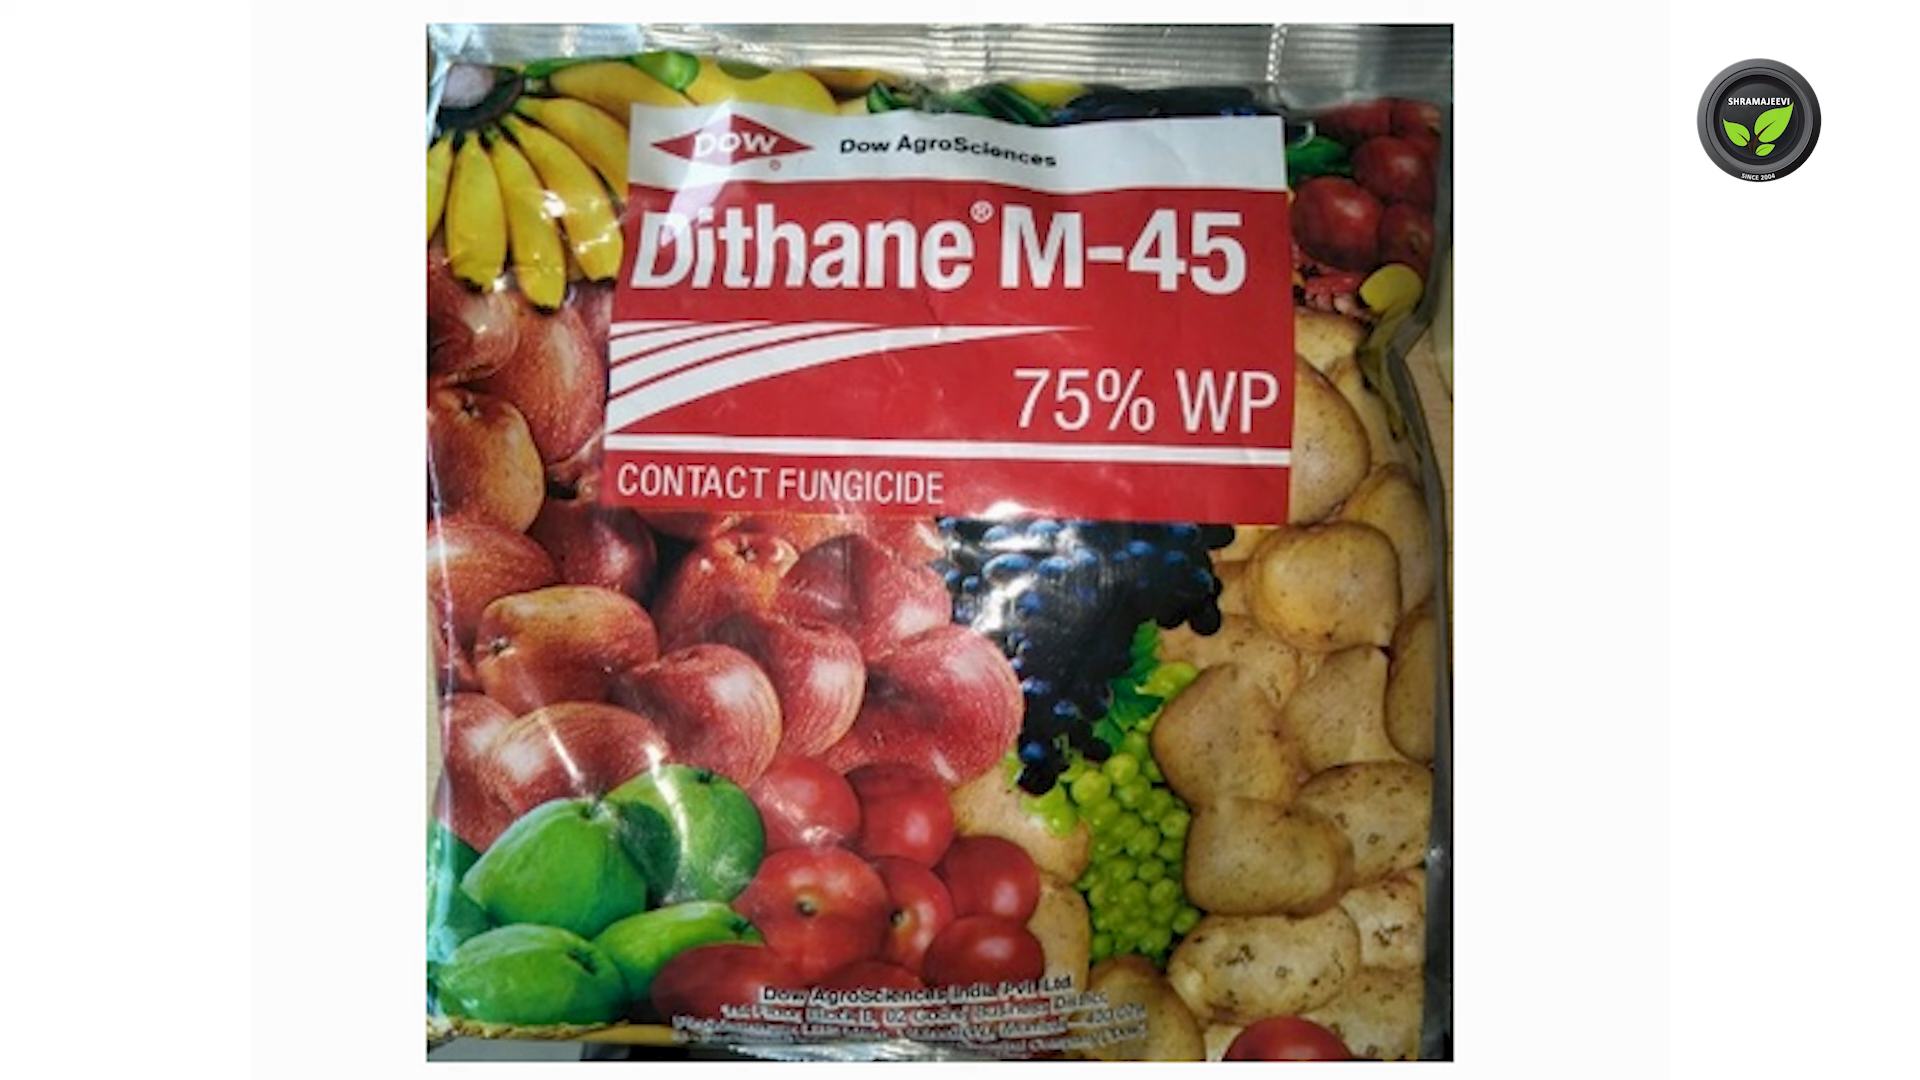 DOW
Dow AgroSciences
Dithane® M-45
75% WP
CONTACT FUNGICIDE
Dow AgroSciences India Pvt. Ltd.
SHRAMAJEEVI
SINCE 2004